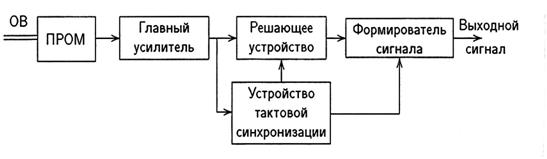 ОВ
ПРОМ
Главный
усилитель
Решающее
устройство
Формирователь
сигнала
Выходной
сигнал
Устройство
тактовой
синхронизации